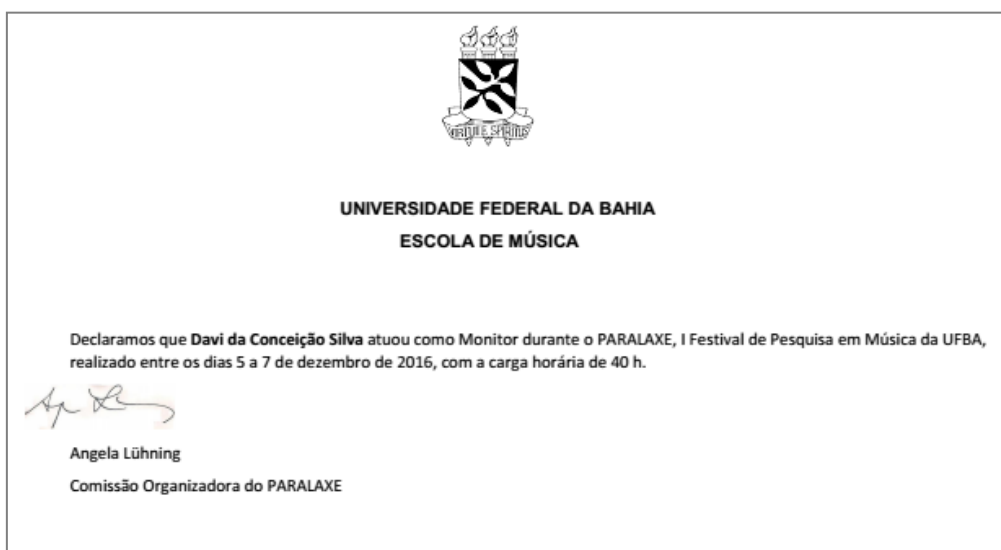 VIRTUTE SPIRITUS
UNIVERSIDADE FEDERAL DA BAHIA
ESCOLA DE MÚSICA
Declaramos que Davi da Conceição Silva atuou como Monitor durante o PARALAXE, I Festival de Pesquisa em Música da UFBA,
realizado entre os dias 5 a 7 de dezembro de 2016, com a carga horária de 40 h.
Angela Lühning
Comissão Organizadora do PARALAXE